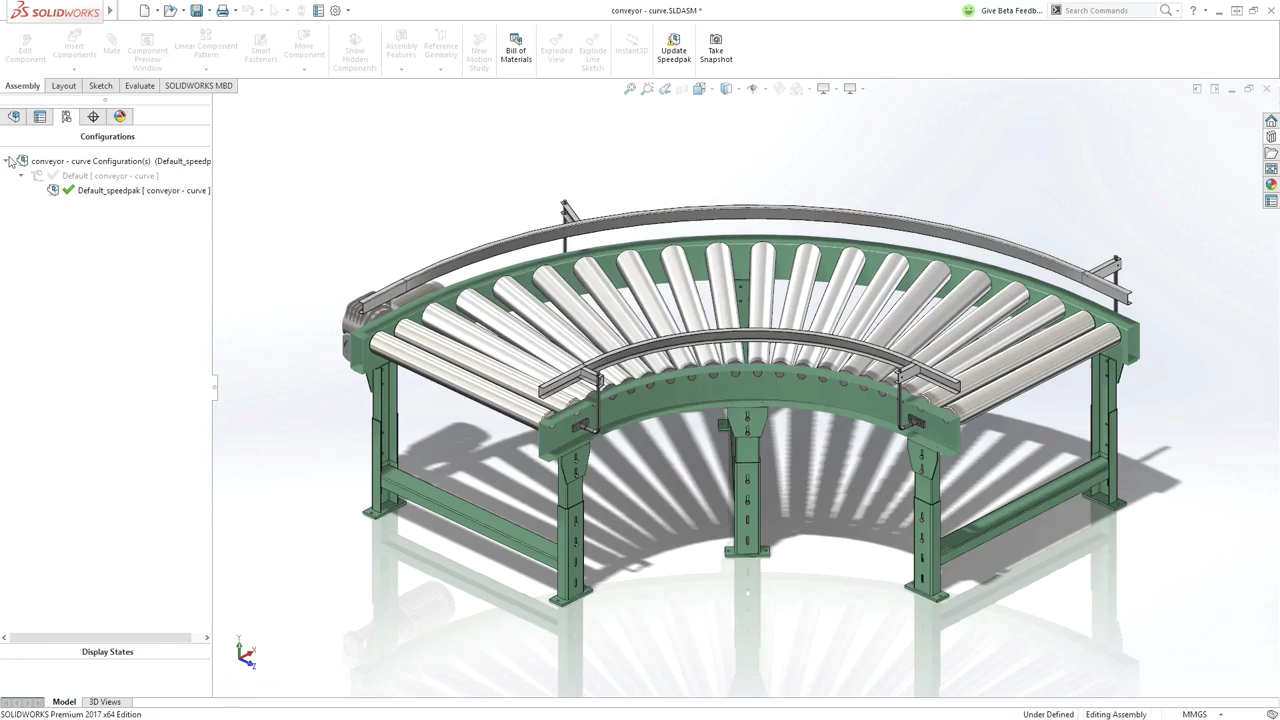 SOLIDWORKS
conveyor - curve.SLDASM *
Give Beta Feedb...
Search Commands
Edit Component
Insert Components
Mate
Component Preview Window
Linear Component Pattern
Smart Fasteners
Move Component
Show Hidden Components
Assembly Features
Reference Geometry
New Motion Study
Bill of Materials
Exploded View
Explode Line Sketch
Instant3D
Update Speedpak
Take Snapshot
Assembly
Layout
Sketch
Evaluate
SOLIDWORKS MBD
Configurations
conveyor - curve Configuration(s) (Default_speedp
Default [ conveyor - curve ]
Default_speedpak [ conveyor - curve ]
Y
X
Z
Display States
Model
3D Views
SOLIDWORKS Premium 2017 x64 Edition
Under Defined
Editing Assembly
MMGS